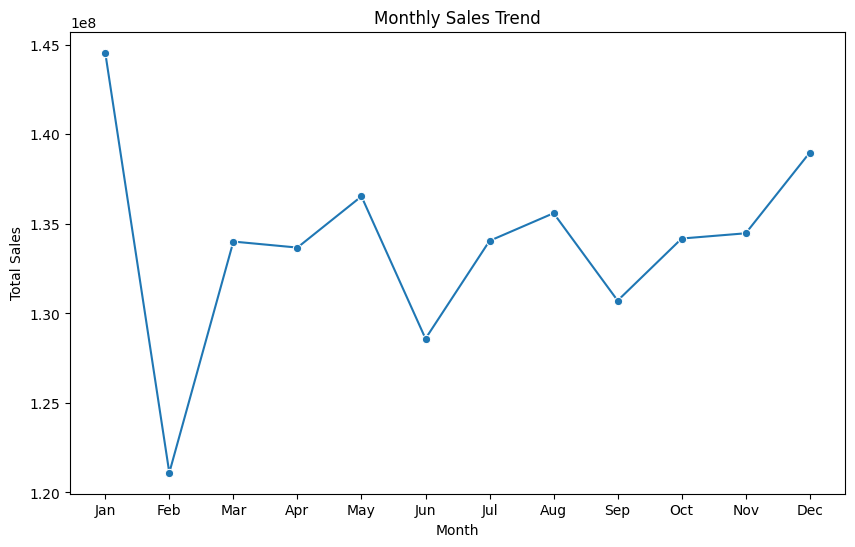 Monthly Sales Trend
1e8
1.45
1.40
1.35
1.30
1.25
1.20
Total Sales
Jan Feb Mar Apr May Jun Jul Aug Sep Oct Nov Dec
Month